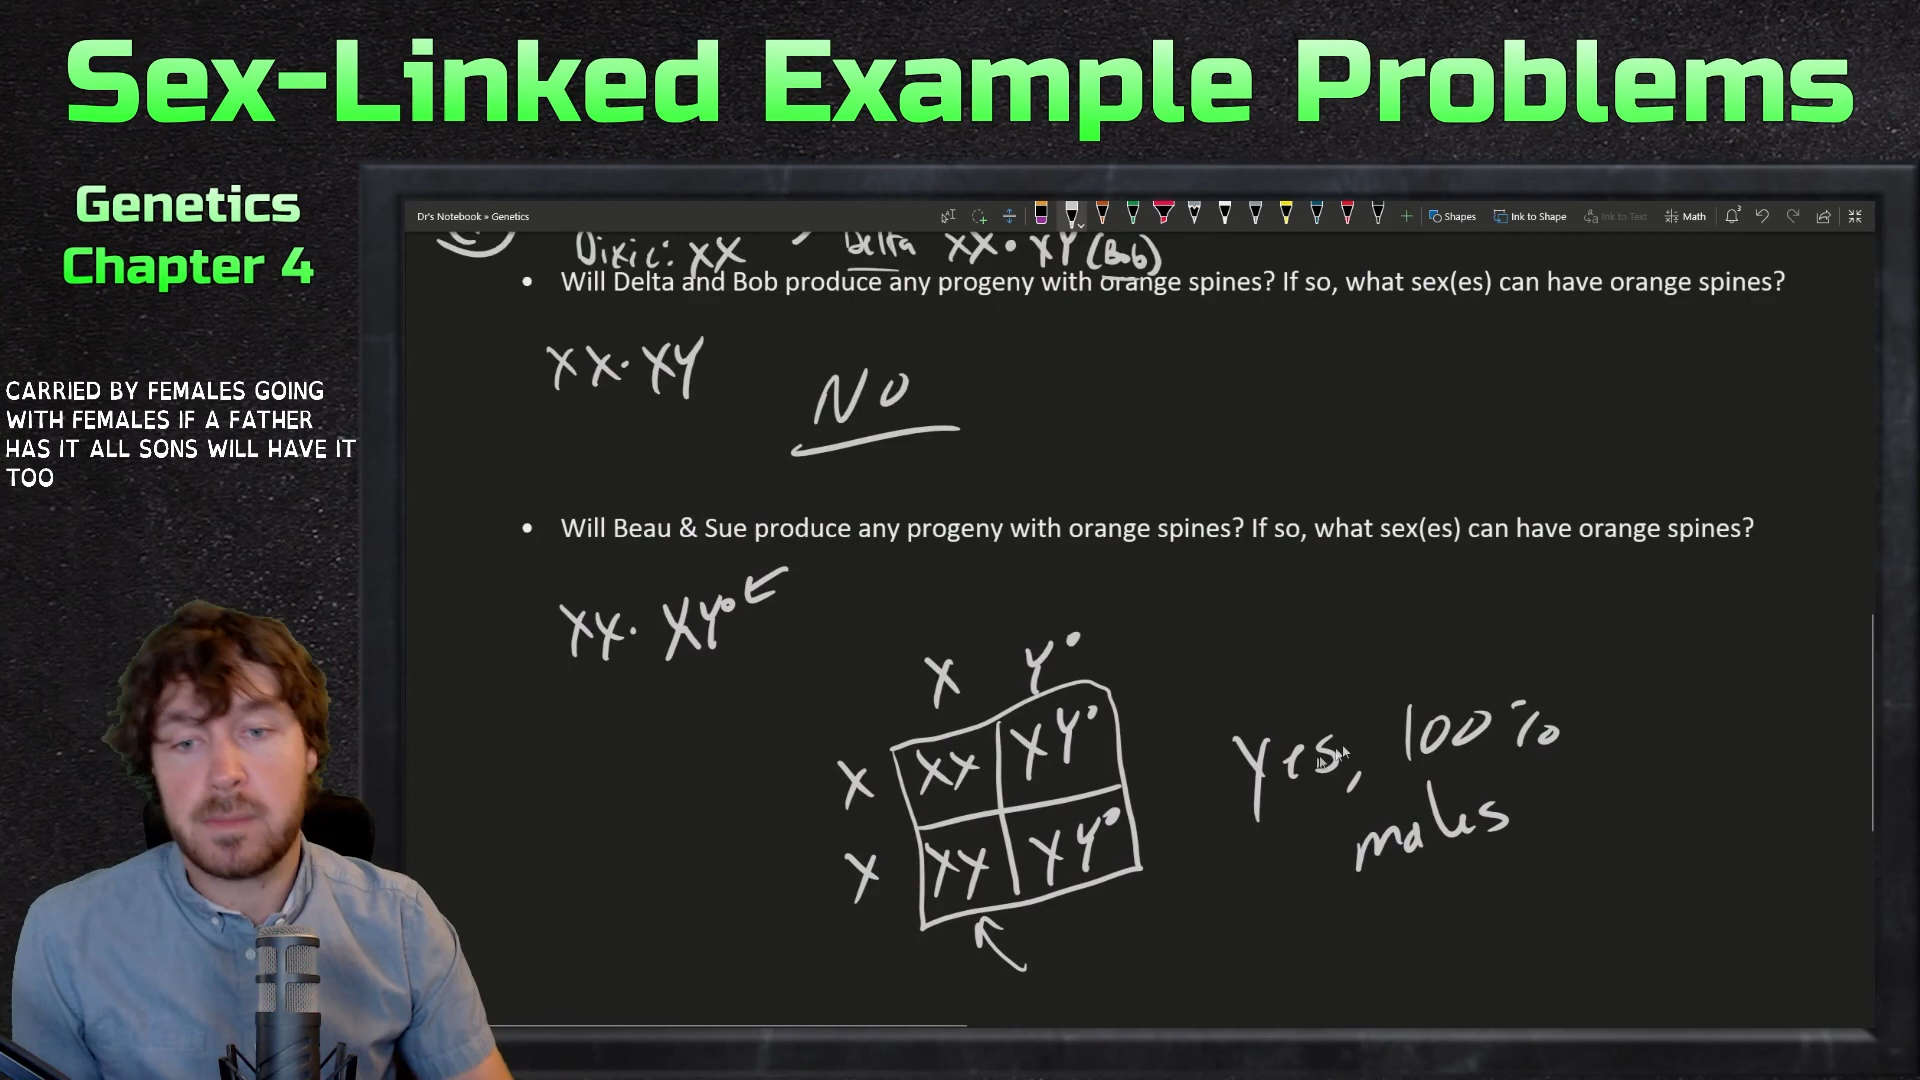 Sex-Linked Example Problems
Genetics
Chapter 4
CARRIED BY FEMALES GOING
WITH FEMALES IF A FATHER
HAS IT ALL SONS WILL HAVE IT
TOO
Dr's Notebook » Genetics
Shapes
Ink to Shape
Ink to Text
Math
Dixie: XX
Delta XX • XY (Bob)
• Will Delta and Bob produce any progeny with orange spines? If so, what sex(es) can have orange spines?
XX · XY
NO
• Will Beau & Sue produce any progeny with orange spines? If so, what sex(es) can have orange spines?
XX · XY°
X Y°
X XX XY°
X XX XY°
Yes, 100%
males